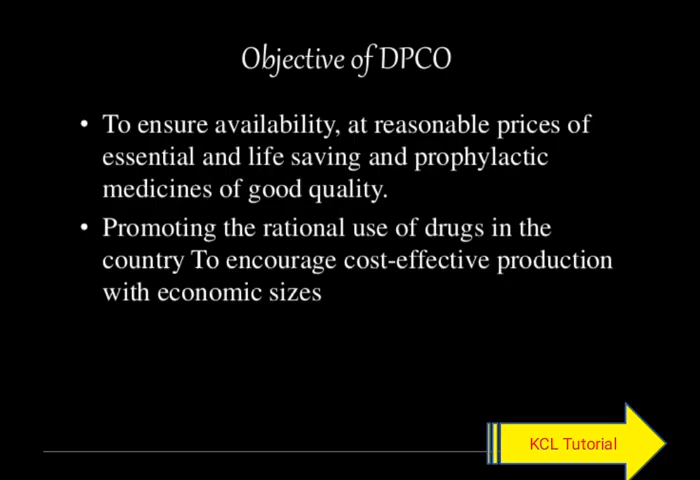 Objective of DPCO
• To ensure availability, at reasonable prices of
essential and life saving and prophylactic
medicines of good quality.
• Promoting the rational use of drugs in the
country To encourage cost-effective production
with economic sizes
KCL Tutorial